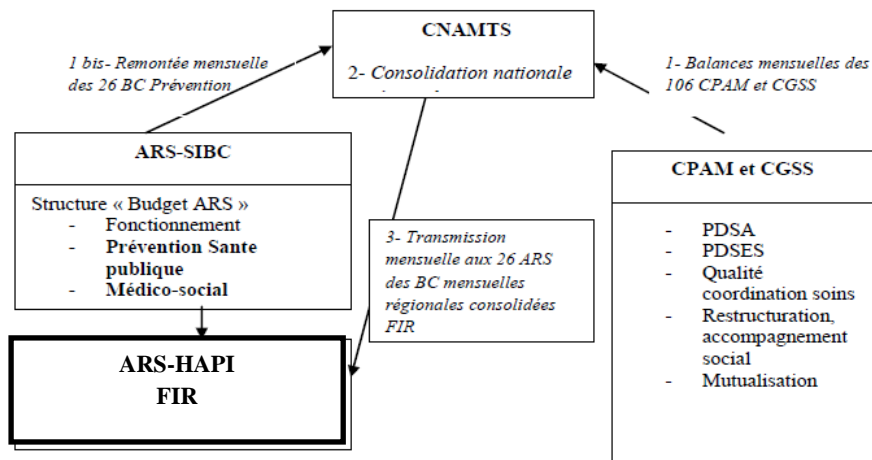 CNAMTS
2- Consolidation nationale
1 bis- Remontée mensuelle
des 26 BC Prévention
1- Balances mensuelles des
106 CPAM et CGSS
ARS-SIBC
Structure « Budget ARS »
- Fonctionnement
- Prévention Sante
publique
- Médico-social
3- Transmission
mensuelle aux 26 ARS
des BC mensuelles
régionales consolidées
FIR
CPAM et CGSS
- PDSA
- PDSES
- Qualité
coordination soins
- Restructuration,
accompagnement
social
- Mutualisation
ARS-HAPI
FIR